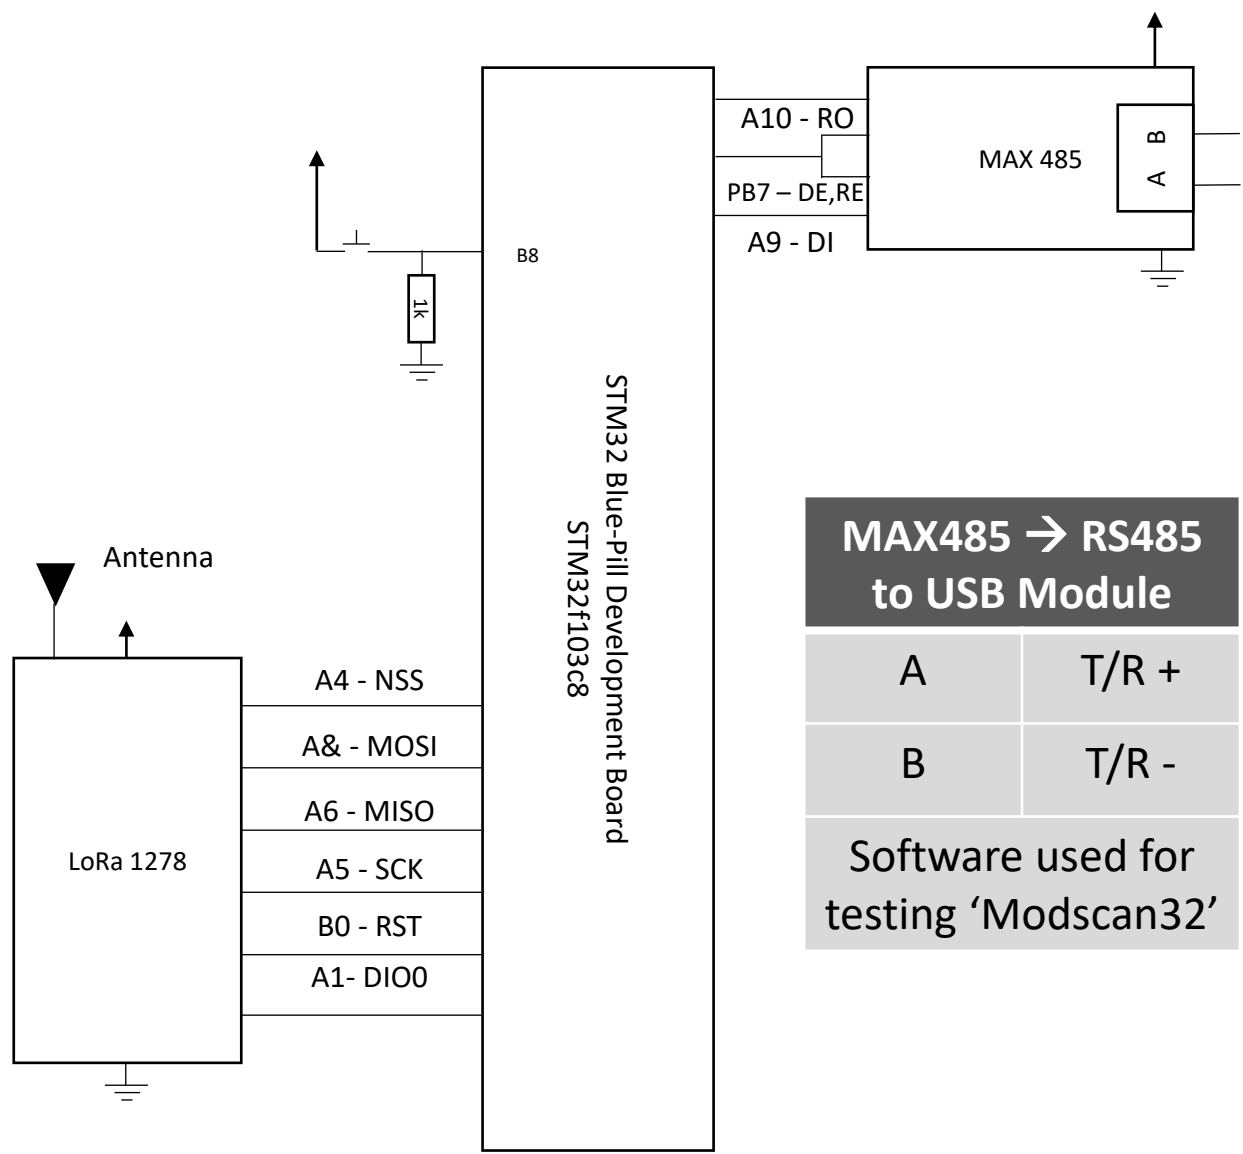 A10 - RO
MAX 485
B
A
PB7 – DE,RE
A9 - DI
B8
1k
STM32 Blue-Pill Development Board
STM32f103c8
Antenna
LoRa 1278
A4 - NSS
A& - MOSI
A6 - MISO
A5 - SCK
B0 - RST
A1- DIO0
MAX485 → RS485
to USB Module
A T/R +
B T/R -
Software used for
testing ‘Modscan32’